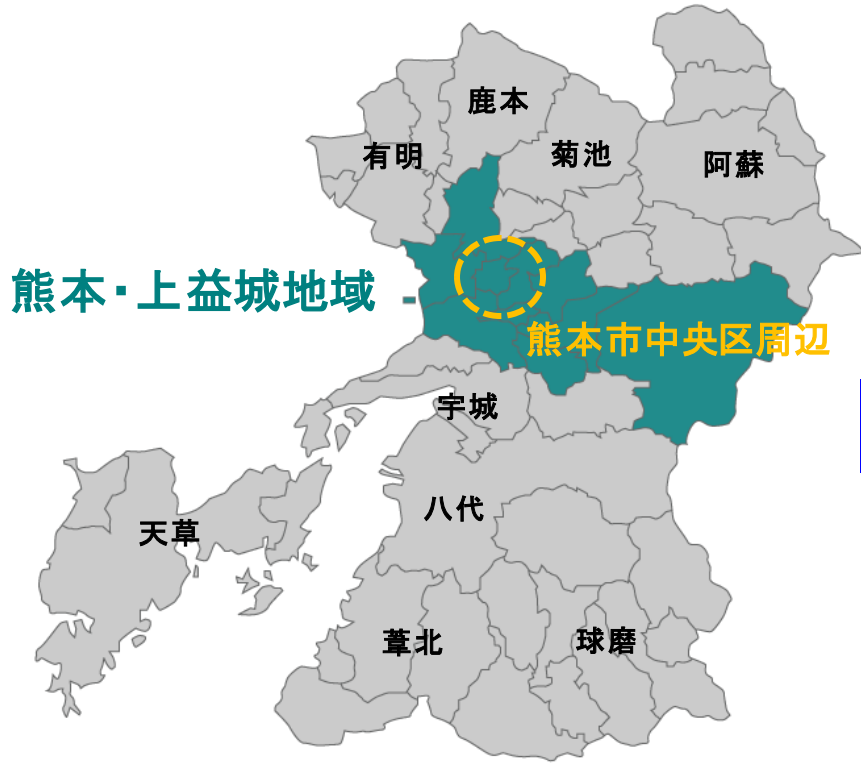 鹿本
有明
菊池
阿蘇
熊本・上益城地域
熊本市中央区周辺
宇城
八代
天草
葦北
球磨